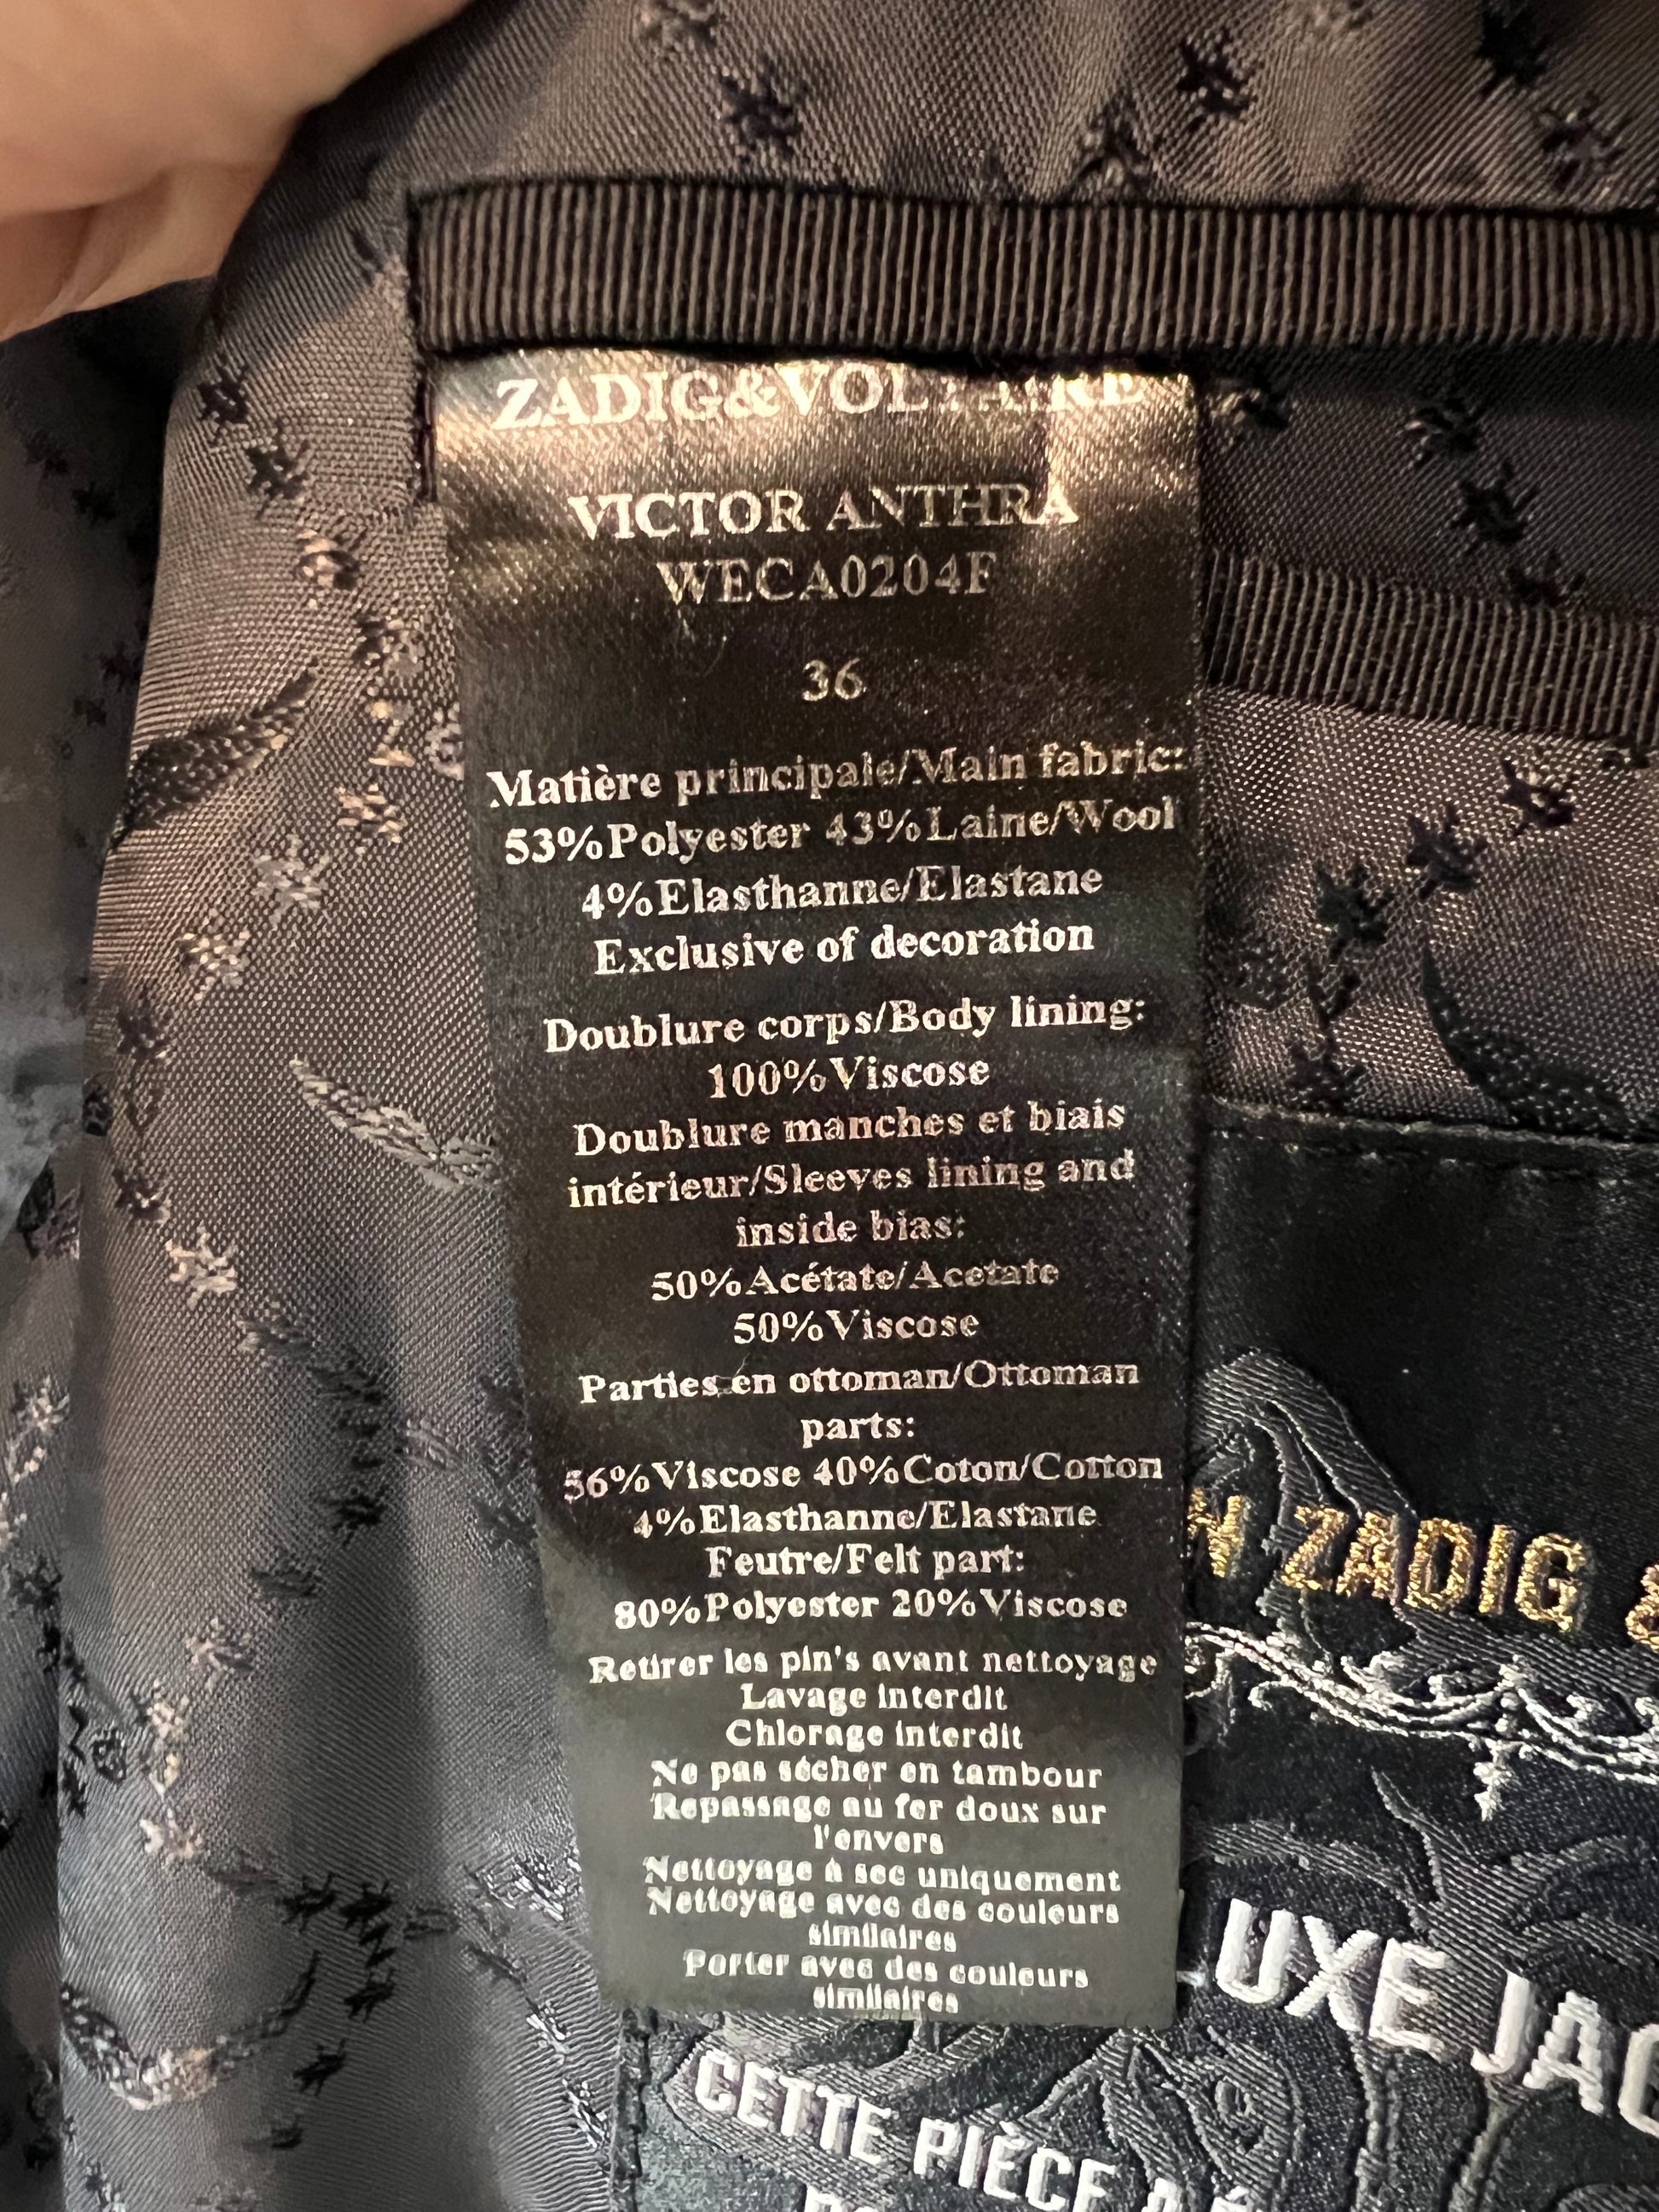 ZADIG&VOLTAIRE
VICTOR ANTHRA
WECA0204F
36
Matière principale/Main fabric:
53%Polyester 43%Laine/Wool
4%Elasthanne/Elastane
Exclusive of decoration
Doublure corps/Body lining:
100%Viscose
Doublure manches et biais
intérieur/Sleeves lining and
inside bias:
50%Acétate/Acetate
50%Viscose
Parties en ottoman/Ottoman
parts:
56%Viscose 40%Coton/Cotton
4%Elasthanne/Elastane
Feutre/Felt part:
80%Polyester 20%Viscose
Retirer les pin's avant nettoyage
Lavage interdit
Chlorage interdit
Ne pas sécher en tambour
Repassage au fer doux sur
l'envers
Nettoyage à sec uniquement
Nettoyage avec des couleurs
similaires
Porter avec des couleurs
similaires
N ZADIG &
UXE JAC
CETTE PIÈCE A